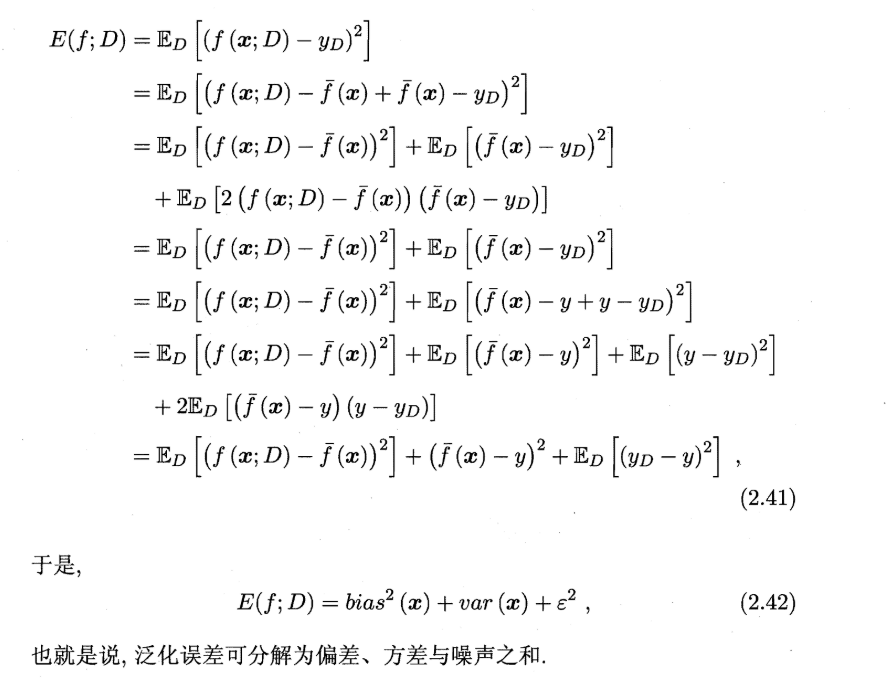 E(f; D) = 𝔼_D [(f (𝒙; D) − y_D)²]
= 𝔼_D [(f (𝒙; D) − f̄ (𝒙) + f̄ (𝒙) − y_D)²]
= 𝔼_D [(f (𝒙; D) − f̄ (𝒙))²] + 𝔼_D [(f̄ (𝒙) − y_D)²]
+ 𝔼_D [2 (f (𝒙; D) − f̄ (𝒙)) (f̄ (𝒙) − y_D)]
= 𝔼_D [(f (𝒙; D) − f̄ (𝒙))²] + 𝔼_D [(f̄ (𝒙) − y_D)²]
= 𝔼_D [(f (𝒙; D) − f̄ (𝒙))²] + 𝔼_D [(f̄ (𝒙) − y + y − y_D)²]
= 𝔼_D [(f (𝒙; D) − f̄ (𝒙))²] + 𝔼_D [(f̄ (𝒙) − y)²] + 𝔼_D [(y − y_D)²]
+ 2𝔼_D [(f̄ (𝒙) − y) (y − y_D)]
= 𝔼_D [(f (𝒙; D) − f̄ (𝒙))²] + (f̄ (𝒙) − y)² + 𝔼_D [(y_D − y)²] ,
(2.41)
于是,
E(f; D) = bias² (𝒙) + var (𝒙) + ε² , (2.42)
也就是说, 泛化误差可分解为偏差、方差与噪声之和.